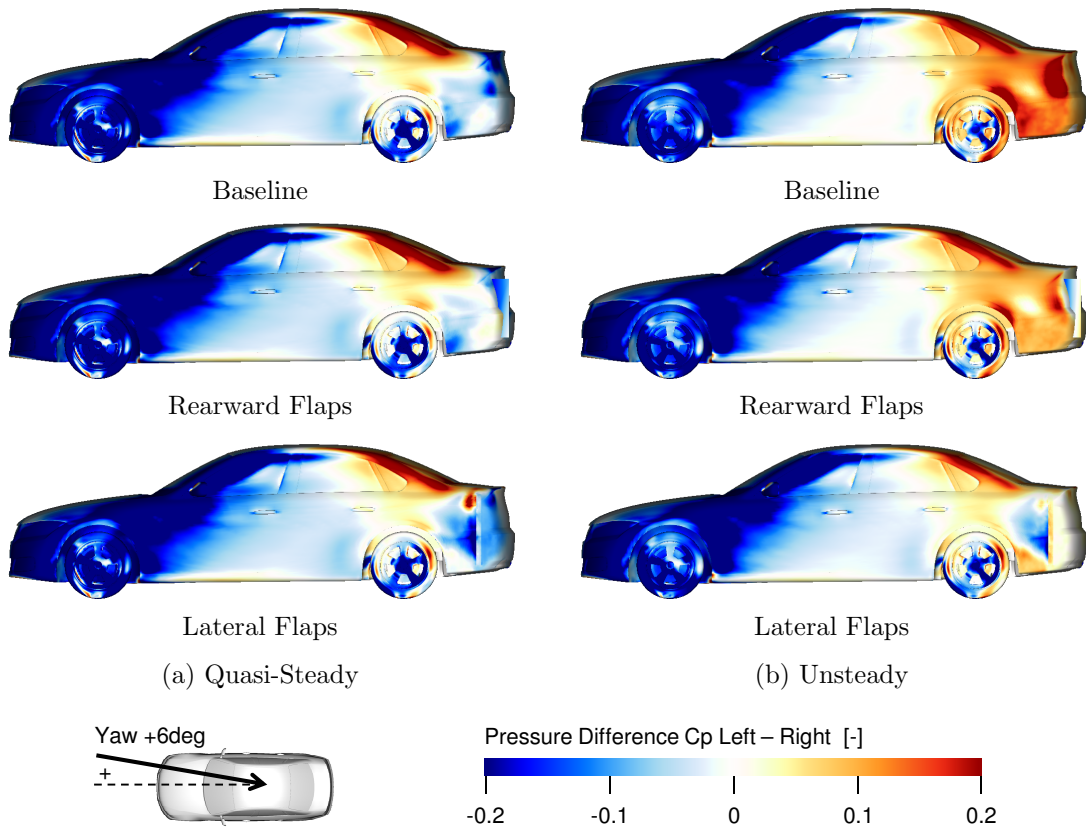 Baseline
Baseline
Rearward Flaps
Rearward Flaps
Lateral Flaps
Lateral Flaps
(a) Quasi-Steady
(b) Unsteady
Yaw +6deg
+
Pressure Difference Cp Left – Right [-]
-0.2 -0.1 0 0.1 0.2